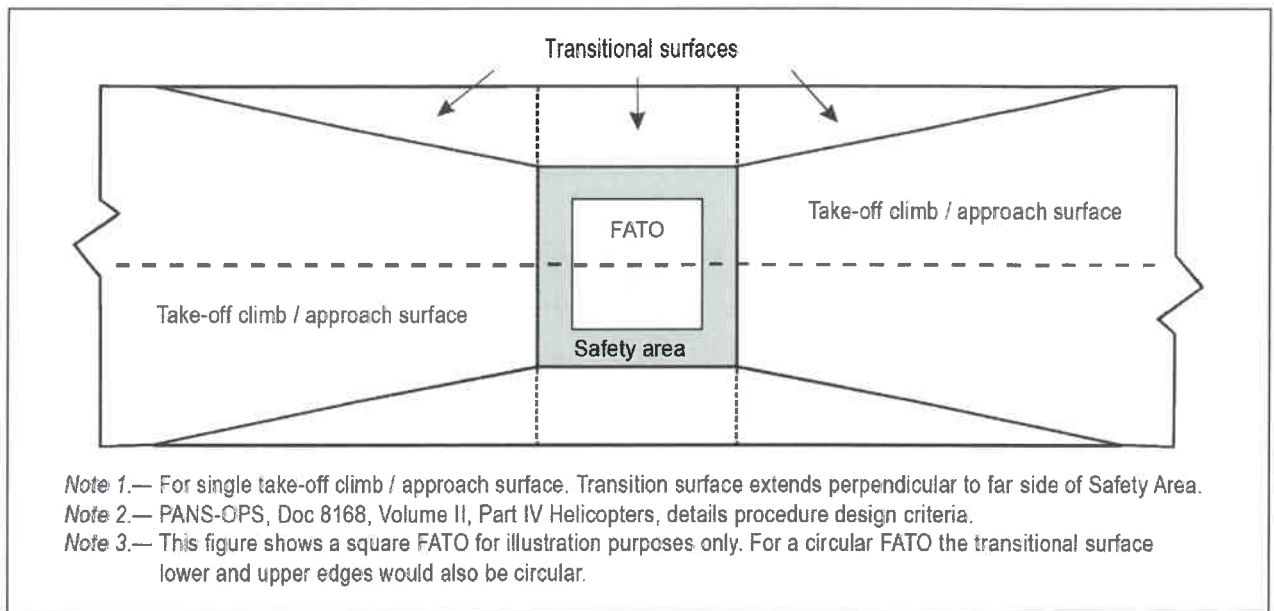 Transitional surfaces
Take-off climb / approach surface
FATO
Take-off climb / approach surface
Safety area
Note 1.— For single take-off climb / approach surface. Transition surface extends perpendicular to far side of Safety Area.
Note 2.— PANS-OPS, Doc 8168, Volume II, Part IV Helicopters, details procedure design criteria.
Note 3.— This figure shows a square FATO for illustration purposes only. For a circular FATO the transitional surface
lower and upper edges would also be circular.